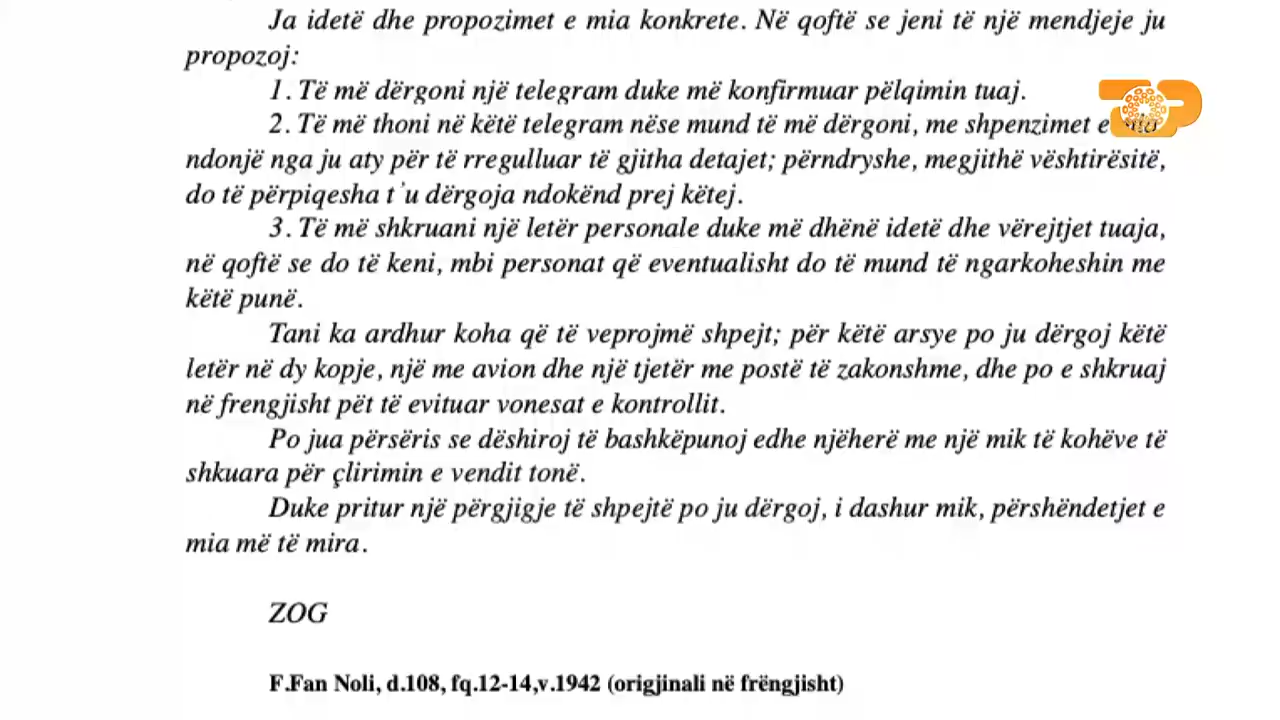 Ja idetë dhe propozimet e mia konkrete. Në qoftë se jeni të një mendjeje ju
propozoj:
1. Të më dërgoni një telegram duke më konfirmuar pëlqimin tuaj.
2. Të më thoni në këtë telegram nëse mund të më dërgoni, me shpenzimet e
ndonjë nga ju aty për të rregulluar të gjitha detajet; përndryshe, megjithë vështirësitë,
do të përpiqesha t'u dërgoja ndokënd prej këtej.
3. Të më shkruani një letër personale duke më dhënë idetë dhe vërejtjet tuaja,
në qoftë se do të keni, mbi personat që eventualisht do të mund të ngarkoheshin me
këtë punë.
Tani ka ardhur koha që të veprojmë shpejt; për këtë arsye po ju dërgoj këtë
letër në dy kopje, një me avion dhe një tjetër me postë të zakonshme, dhe po e shkruaj
në frengjisht pët të evituar vonesat e kontrollit.
Po jua përsëris se dëshiroj të bashkëpunoj edhe njëherë me një mik të kohëve të
shkuara për çlirimin e vendit tonë.
Duke pritur një përgjigje të shpejtë po ju dërgoj, i dashur mik, përshëndetjet e
mia më të mira.
ZOG
F.Fan Noli, d.108, fq.12-14,v.1942 (origjinali në frëngjisht)